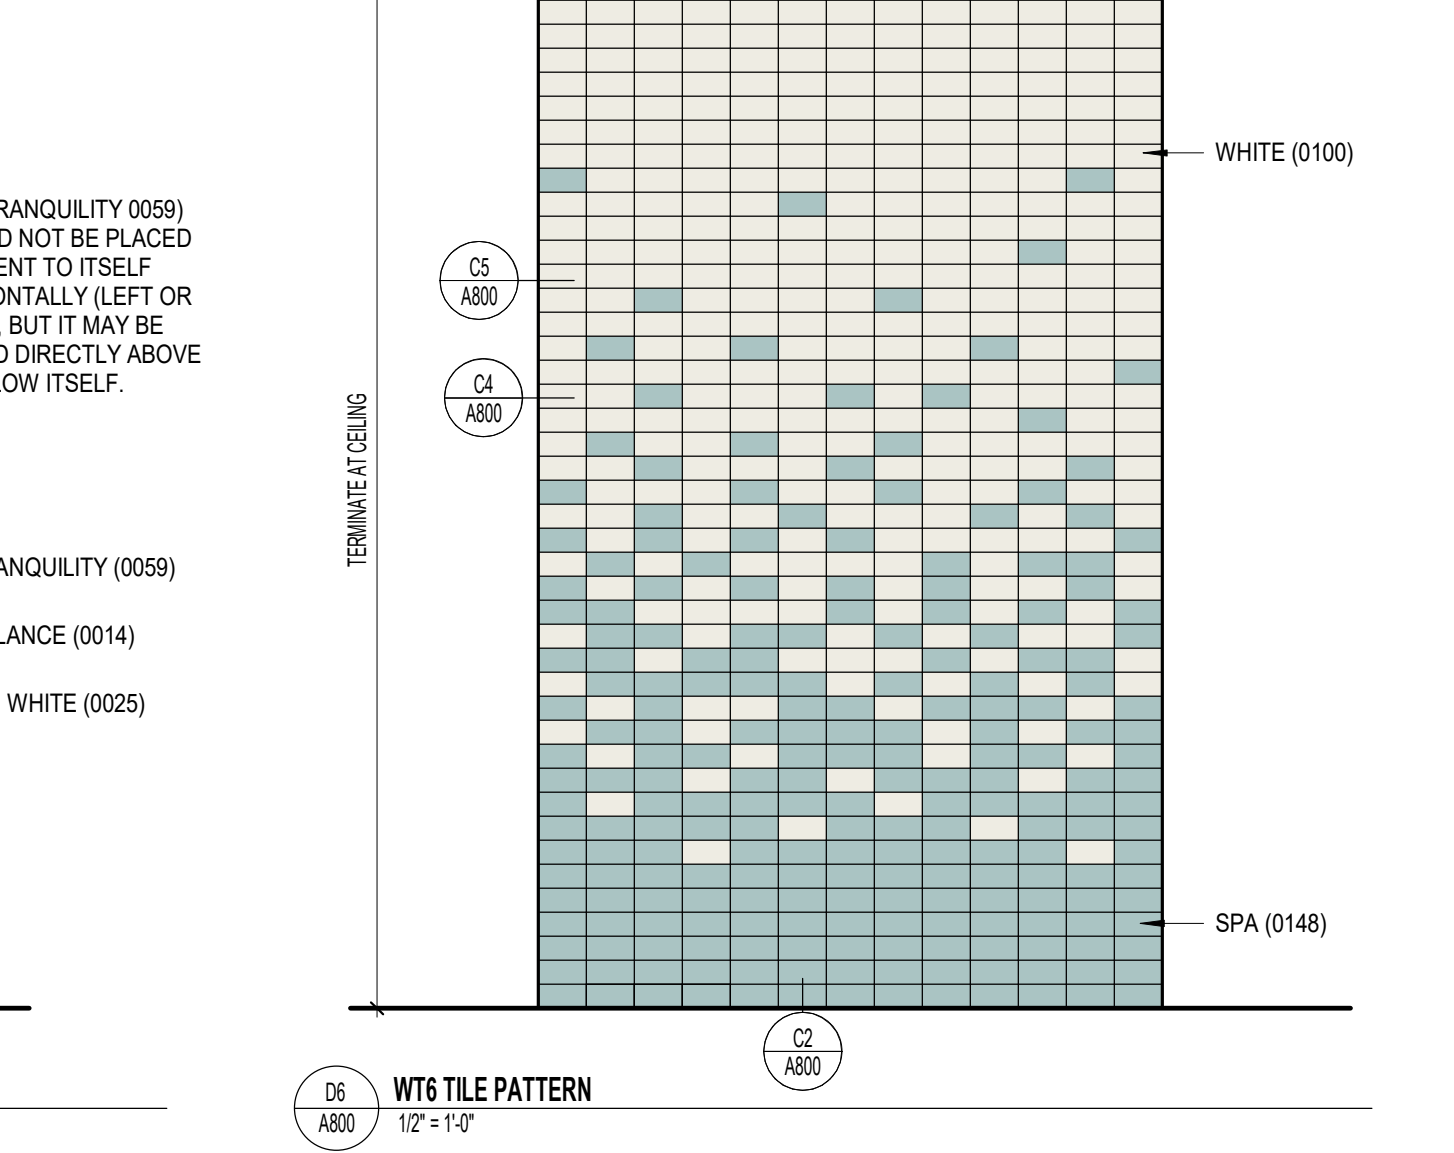 RANQUILITY 0059)
D NOT BE PLACED
ENT TO ITSELF
ONTALLY (LEFT OR
, BUT IT MAY BE
D DIRECTLY ABOVE
LOW ITSELF.
ANQUILITY (0059)
LANCE (0014)
WHITE (0025)
TERMINATE AT CEILING
C5
A800
C4
A800
WHITE (0100)
SPA (0148)
C2
A800
D6
A800
WT6 TILE PATTERN
1/2" = 1'-0"